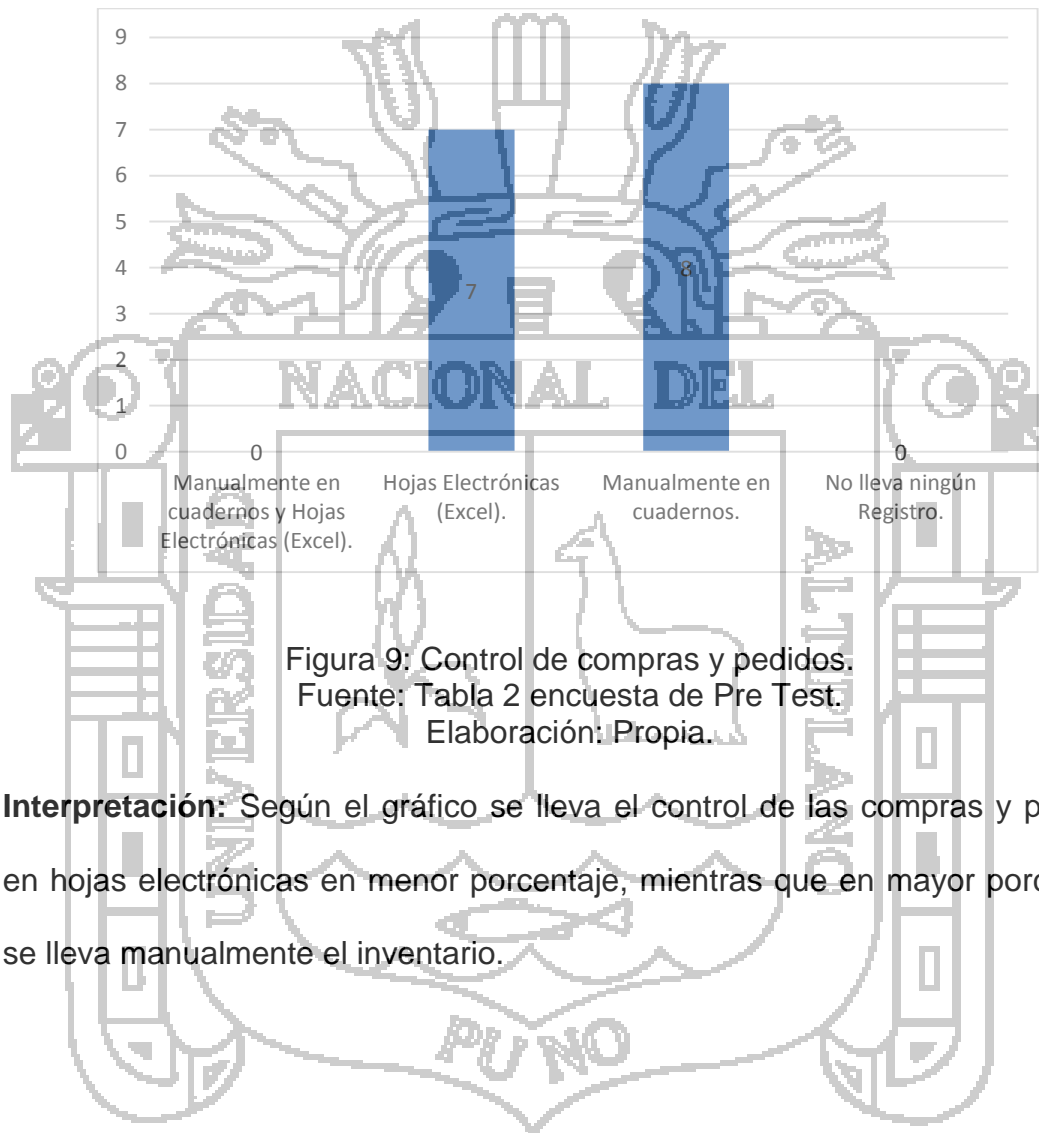 9
8
7
6
5
4
3
2
1
0
0
7
8
0
Manualmente en
cuadernos y Hojas
Electrónicas (Excel).
Hojas Electrónicas
(Excel).
Manualmente en
cuadernos.
No lleva ningún
Registro.
NACIONAL DEL
UNIVERSIDAD
ALTIPLANO
PUNO
Figura 9: Control de compras y pedidos.
Fuente: Tabla 2 encuesta de Pre Test.
Elaboración: Propia.
Interpretación: Según el gráfico se lleva el control de las compras y p
en hojas electrónicas en menor porcentaje, mientras que en mayor porc
se lleva manualmente el inventario.